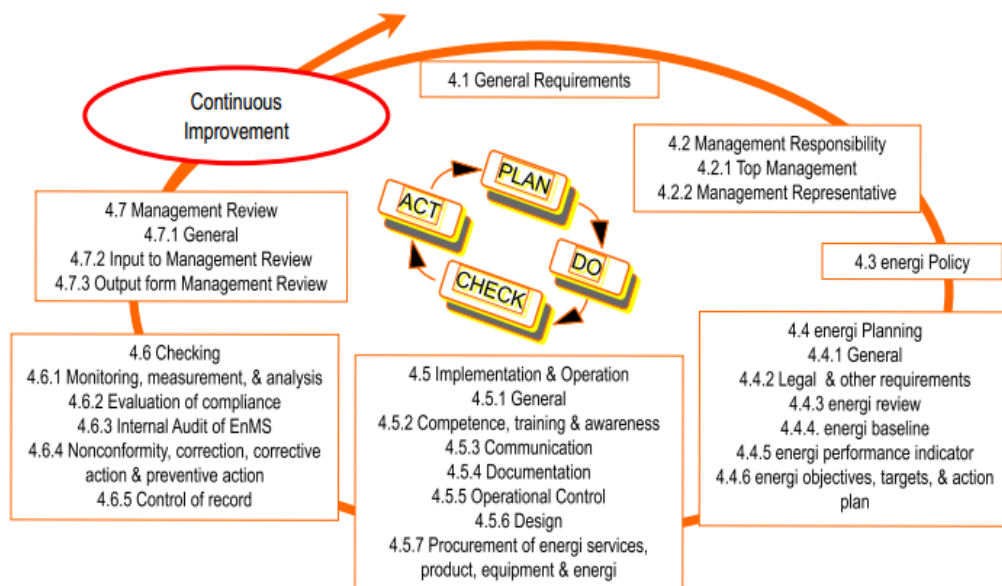 Continuous
Improvement
4.1 General Requirements
4.2 Management Responsibility
4.2.1 Top Management
4.2.2 Management Representative
4.3 energi Policy
4.4 energi Planning
4.4.1 General
4.4.2 Legal & other requirements
4.4.3 energi review
4.4.4. energi baseline
4.4.5 energi performance indicator
4.4.6 energi objectives, targets, & action
plan
4.5 Implementation & Operation
4.5.1 General
4.5.2 Competence, training & awareness
4.5.3 Communication
4.5.4 Documentation
4.5.5 Operational Control
4.5.6 Design
4.5.7 Procurement of energi services,
product, equipment & energi
4.6 Checking
4.6.1 Monitoring, measurement, & analysis
4.6.2 Evaluation of compliance
4.6.3 Internal Audit of EnMS
4.6.4 Nonconformity, correction, corrective
action & preventive action
4.6.5 Control of record
4.7 Management Review
4.7.1 General
4.7.2 Input to Management Review
4.7.3 Output form Management Review
PLAN
DO
CHECK
ACT